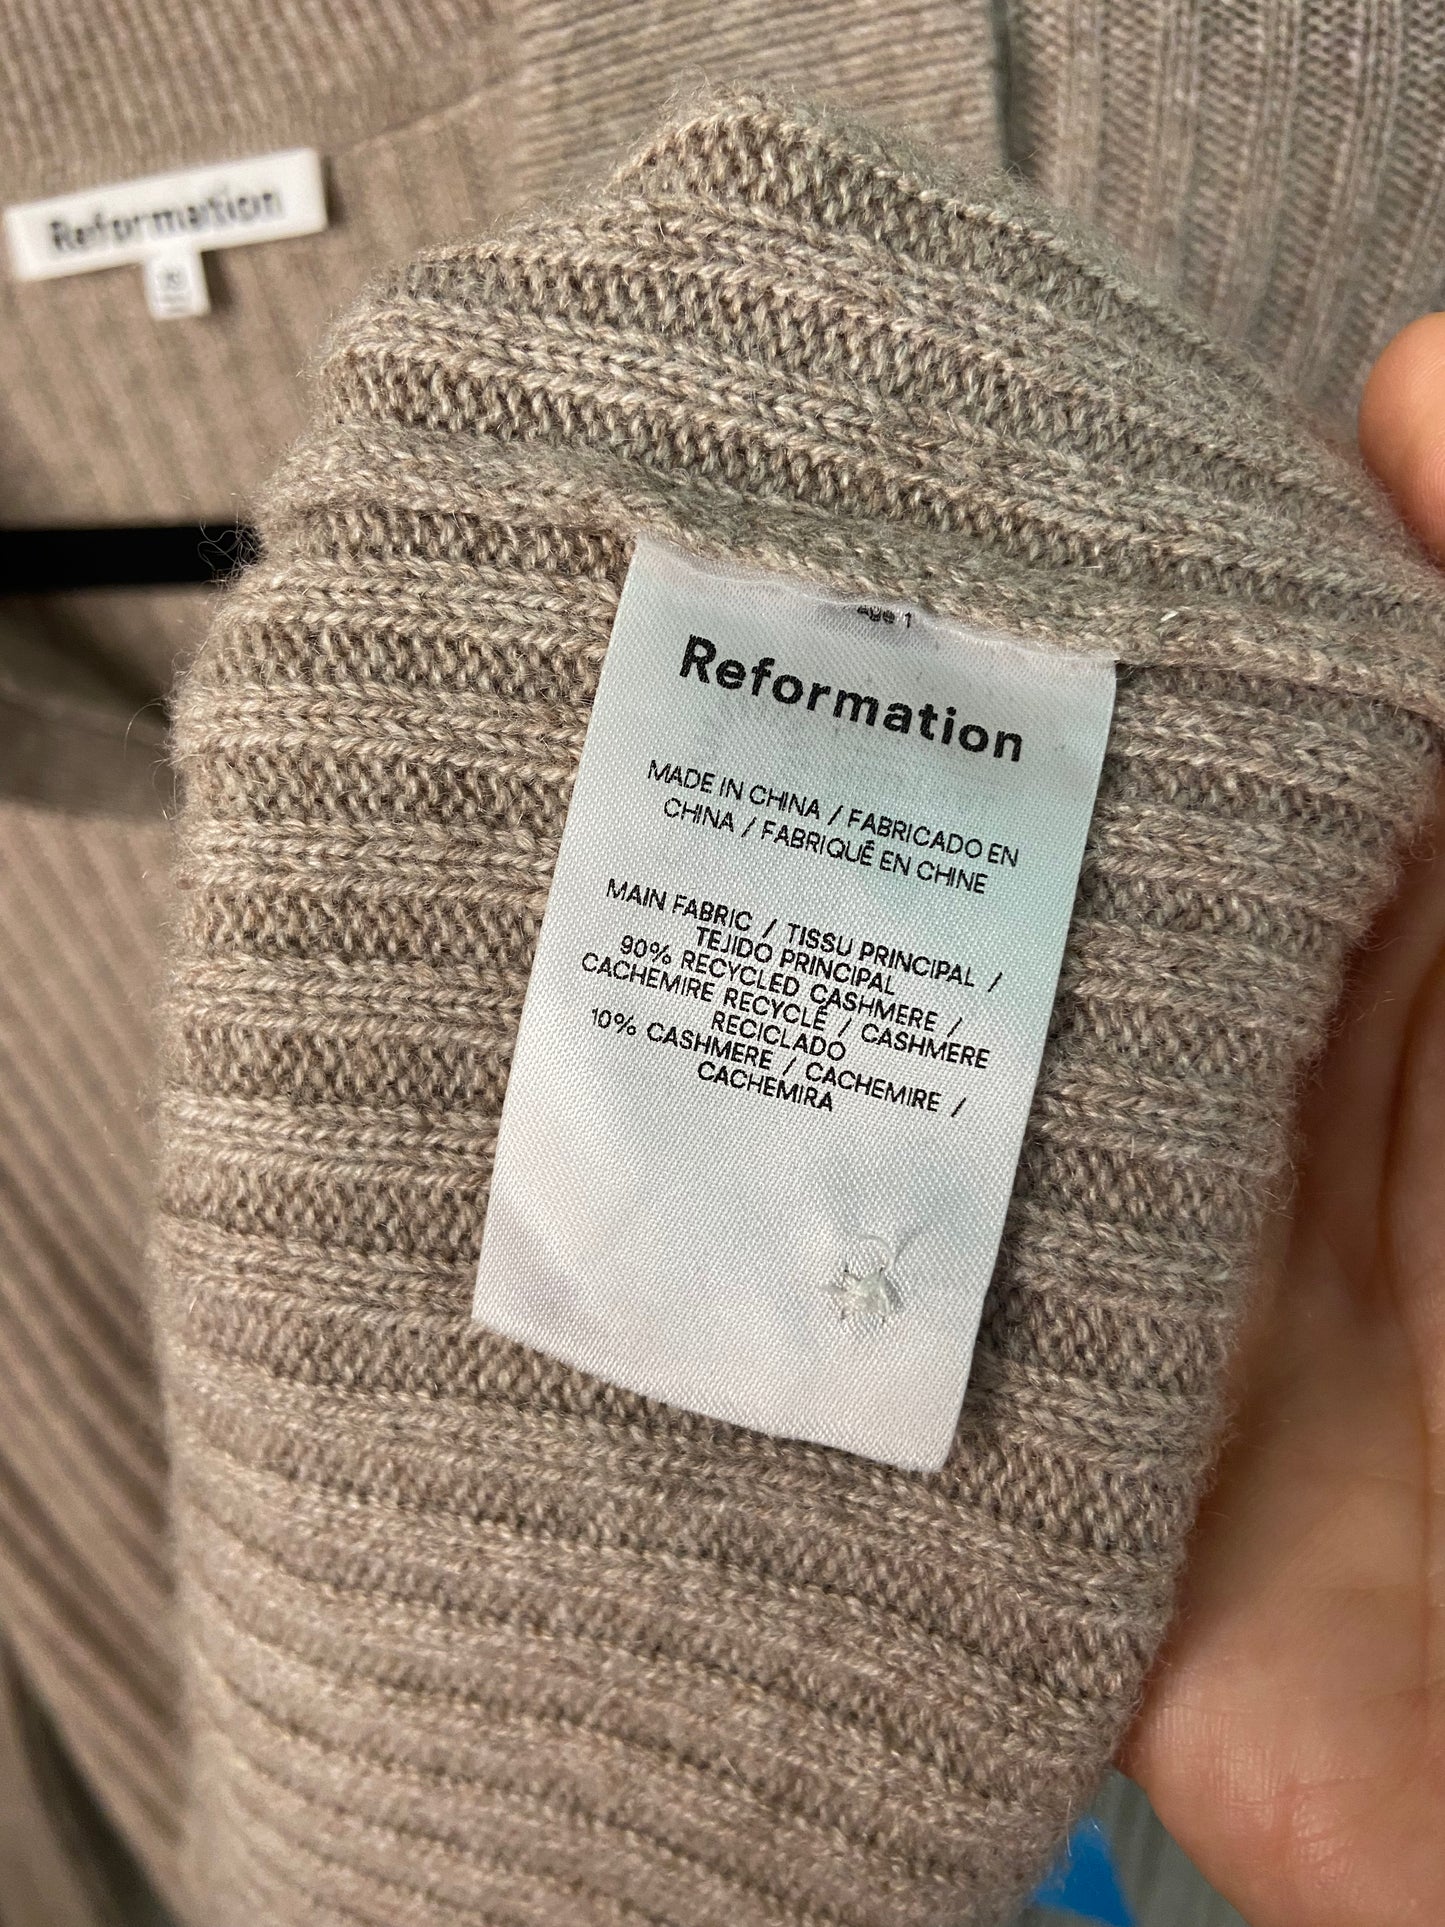 Reformation
Reformation
MADE IN CHINA / FABRICADO EN
CHINA / FABRIQUÉ EN CHINE
MAIN FABRIC / TISSU PRINCIPAL /
TEJIDO PRINCIPAL
90% RECYCLED CASHMERE /
CACHEMIRE RECYCLÉ / CASHMERE
RECICLADO
10% CASHMERE / CACHEMIRE /
CACHEMIRA